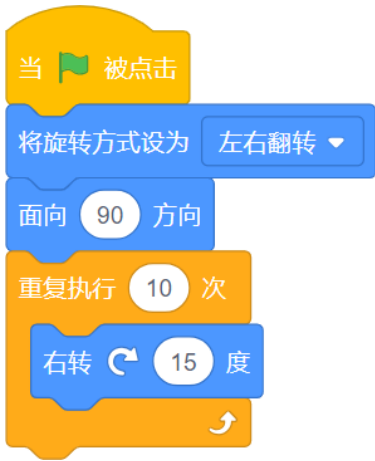 当 被点击
将旋转方式设为 左右翻转
面向 90 方向
重复执行 10 次
右转 15 度